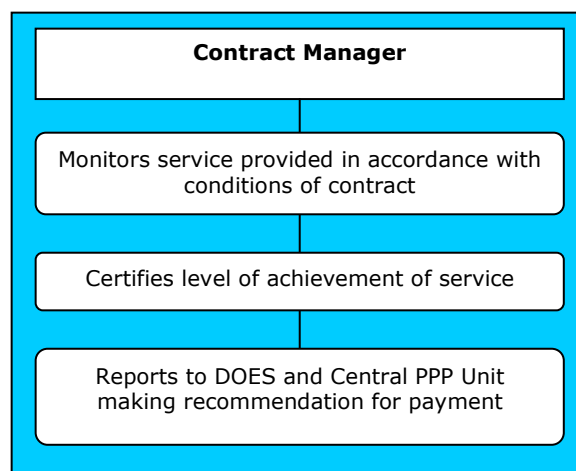 Contract Manager
Monitors service provided in accordance with
conditions of contract
Certifies level of achievement of service
Reports to DOES and Central PPP Unit
making recommendation for payment